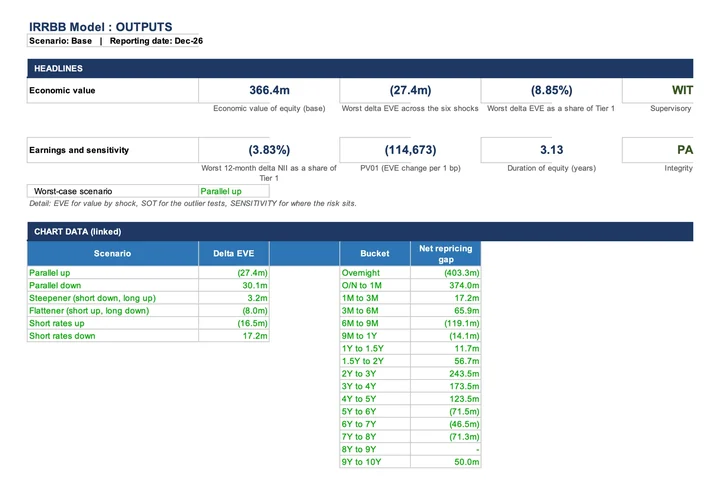 IRRBB Model : OUTPUTS
Scenario: Base | Reporting date: Dec-26
HEADLINES
Economic value 366.4m (27.4m) (8.85%) WIT
Economic value of equity (base) Worst delta EVE across the six shocks Worst delta EVE as a share of Tier 1 Supervisory
Earnings and sensitivity (3.83%) (114,673) 3.13 PA
Worst 12-month delta NII as a share of Tier 1 PV01 (EVE change per 1 bp) Duration of equity (years) Integrity
Worst-case scenario Parallel up
Detail: EVE for value by shock, SOT for the outlier tests, SENSITIVITY for where the risk sits.
CHART DATA (linked)
Scenario Delta EVE Bucket Net repricing gap
Parallel up (27.4m) Overnight (403.3m)
Parallel down 30.1m O/N to 1M 374.0m
Steepener (short down, long up) 3.2m 1M to 3M 17.2m
Flattener (short up, long down) (8.0m) 3M to 6M 65.9m
Short rates up (16.5m) 6M to 9M (119.1m)
Short rates down 17.2m 9M to 1Y (14.1m)
1Y to 1.5Y 11.7m
1.5Y to 2Y 56.7m
2Y to 3Y 243.5m
3Y to 4Y 173.5m
4Y to 5Y 123.5m
5Y to 6Y (71.5m)
6Y to 7Y (46.5m)
7Y to 8Y (71.3m)
8Y to 9Y -
9Y to 10Y 50.0m